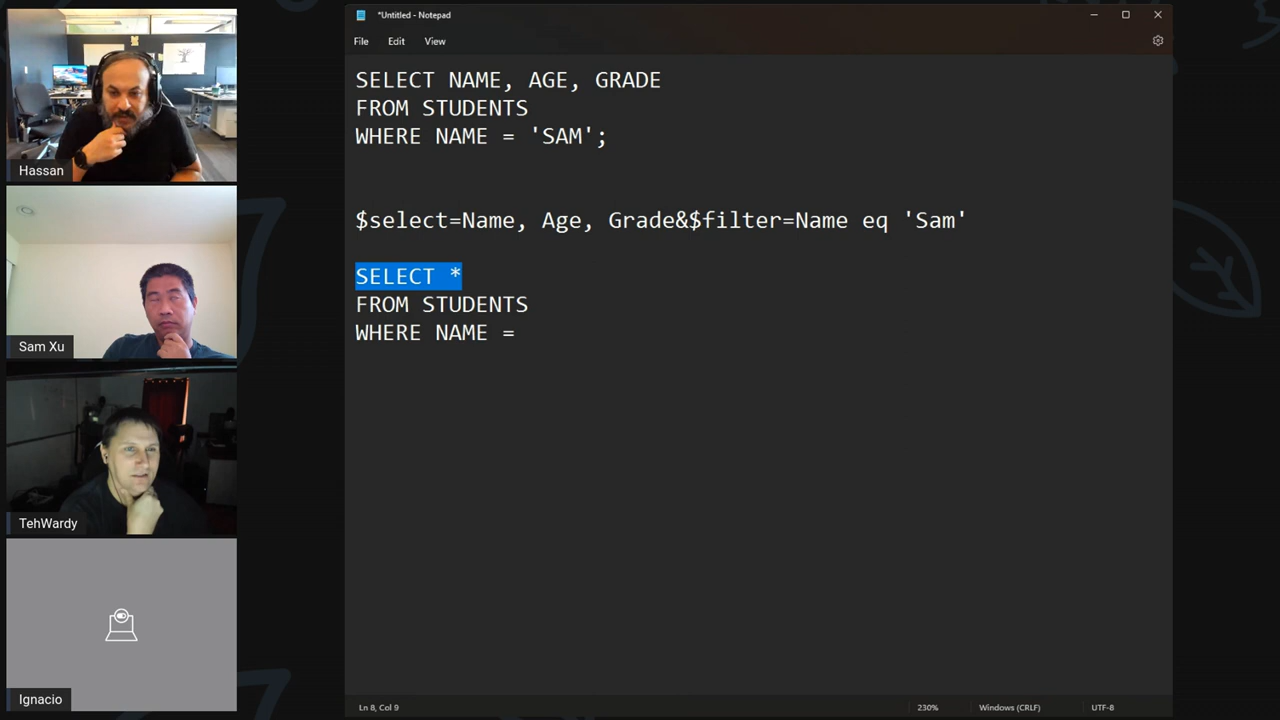 *Untitled - Notepad
File Edit View
SELECT NAME, AGE, GRADE
FROM STUDENTS
WHERE NAME = 'SAM';
$select=Name, Age, Grade&$filter=Name eq 'Sam'
SELECT *
FROM STUDENTS
WHERE NAME =
Ln 8, Col 9 230% Windows (CRLF) UTF-8
Hassan
Sam Xu
TehWardy
Ignacio